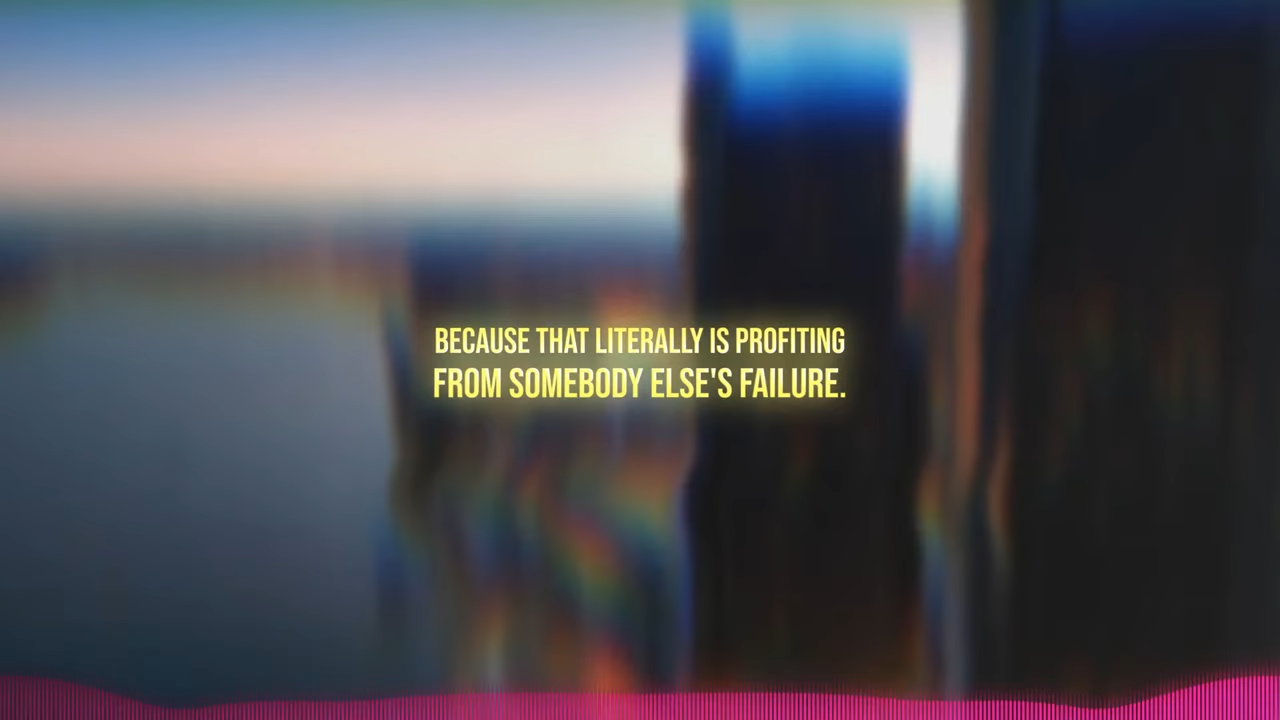 BECAUSE THAT LITERALLY IS PROFITING
FROM SOMEBODY ELSE'S FAILURE.